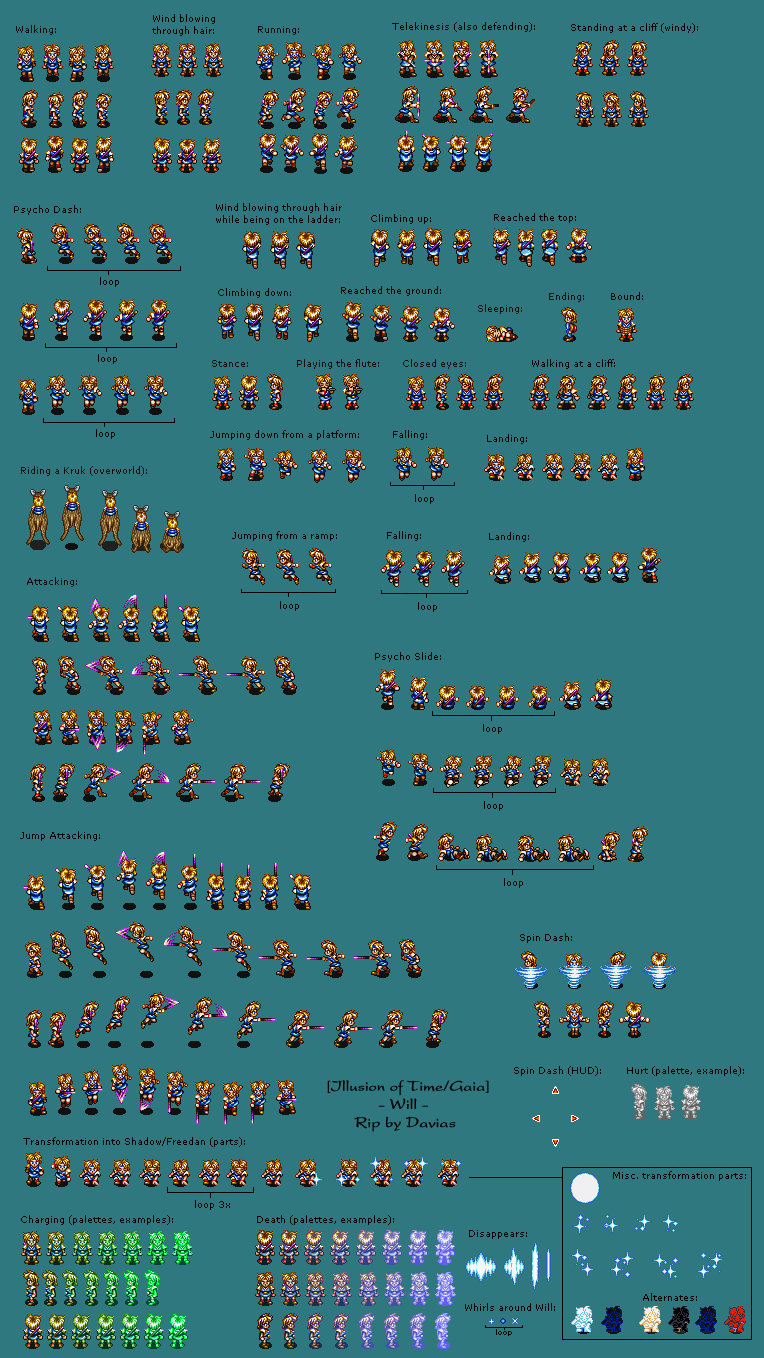 Walking:
Wind blowing
through hair:
Running:
Telekinesis (also defending):
Standing at a cliff (windy):
Psycho Dash:
loop
loop
loop
Wind blowing through hair
while being on the ladder:
Climbing up:
Reached the top:
Climbing down:
Reached the ground:
Sleeping:
Ending:
Bound:
Stance:
Playing the flute:
Closed eyes:
Walking at a cliff:
Jumping down from a platform:
Falling:
loop
Landing:
Riding a Kruk (overworld):
Jumping from a ramp:
loop
Falling:
loop
Landing:
Attacking:
Psycho Slide:
loop
loop
loop
Jump Attacking:
Spin Dash:
Spin Dash (HUD):
Hurt (palette, example):
[Illusion of Time/Gaia]
- Will -
Rip by Davias
Transformation into Shadow/Freedan (parts):
loop 3x
Misc. transformation parts:
Charging (palettes, examples):
Death (palettes, examples):
Disappears:
Whirls around Will:
loop
Alternates: